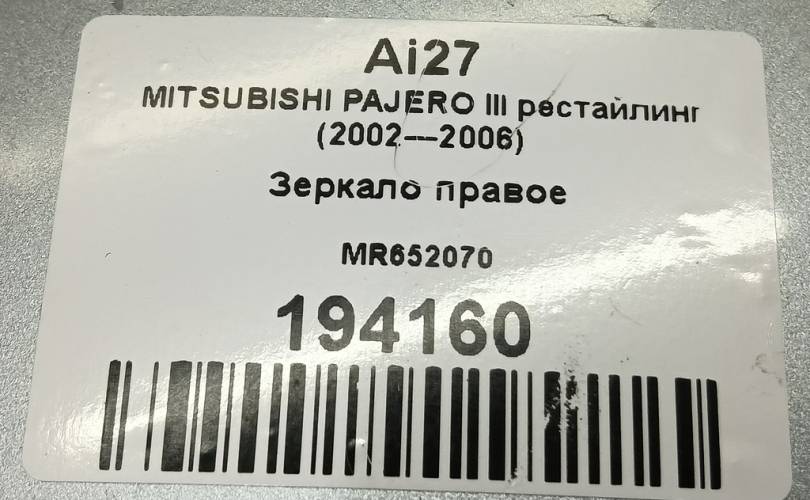 Ai27
MITSUBISHI PAJERO III рестайлинг
(2002—2006)
Зеркало правое
MR652070
194160